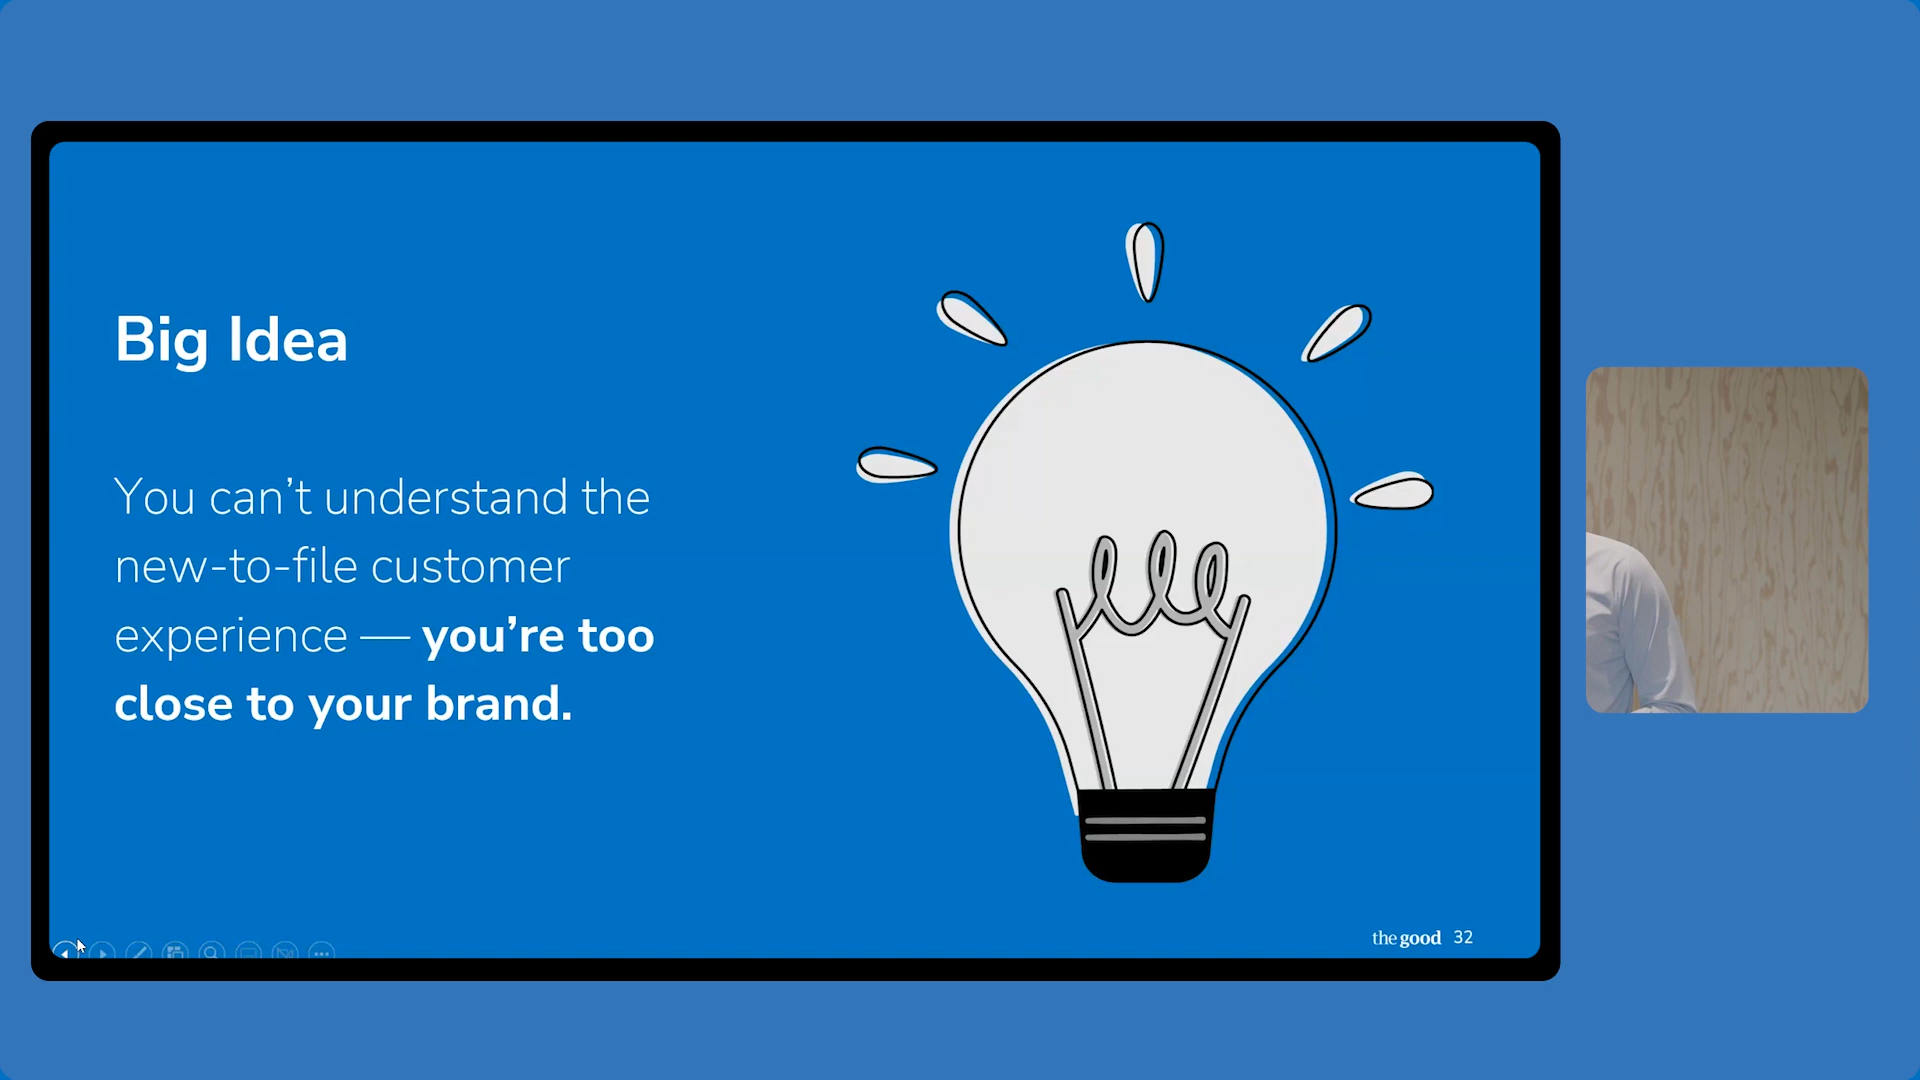 Big Idea
You can’t understand the
new-to-file customer
experience — you’re too
close to your brand.
the good 32